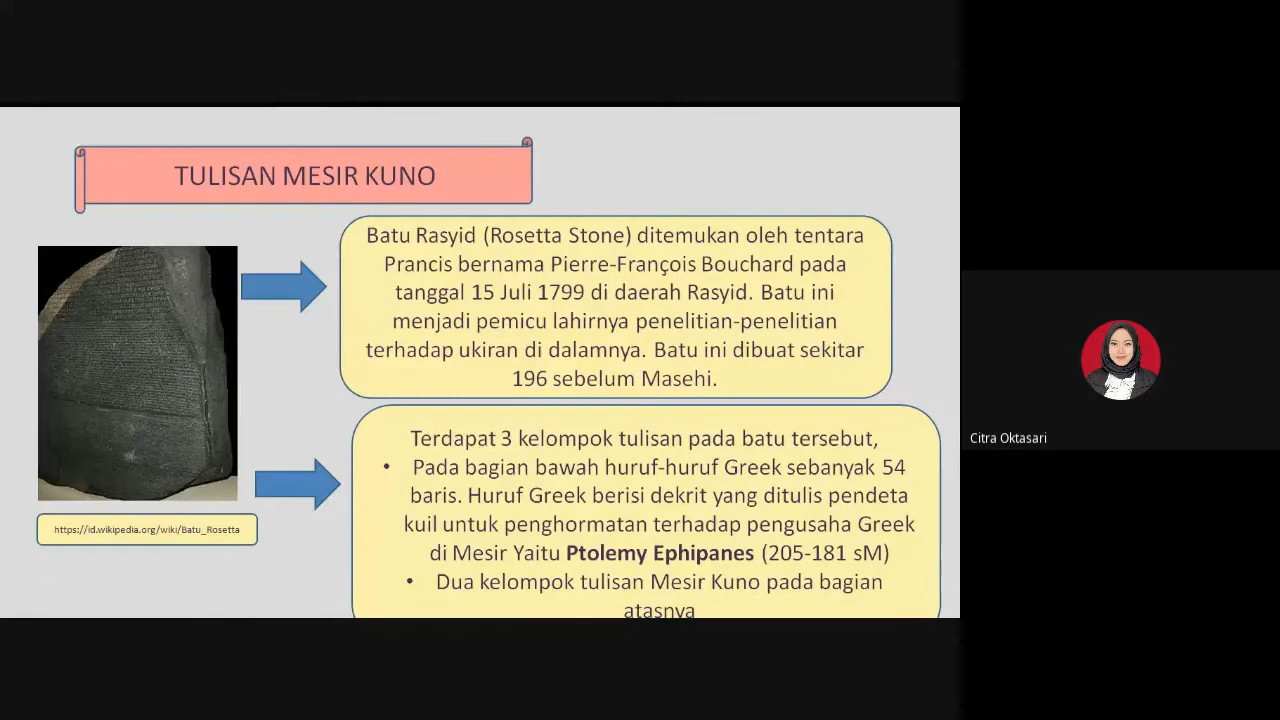 TULISAN MESIR KUNO
Batu Rasyid (Rosetta Stone) ditemukan oleh tentara
Prancis bernama Pierre-François Bouchard pada
tanggal 15 Juli 1799 di daerah Rasyid. Batu ini
menjadi pemicu lahirnya penelitian-penelitian
terhadap ukiran di dalamnya. Batu ini dibuat sekitar
196 sebelum Masehi.
Terdapat 3 kelompok tulisan pada batu tersebut,
• Pada bagian bawah huruf-huruf Greek sebanyak 54
baris. Huruf Greek berisi dekrit yang ditulis pendeta
kuil untuk penghormatan terhadap pengusaha Greek
di Mesir Yaitu Ptolemy Ephipanes (205-181 sM)
• Dua kelompok tulisan Mesir Kuno pada bagian
atasnya
https://id.wikipedia.org/wiki/Batu_Rosetta
Citra Oktasari